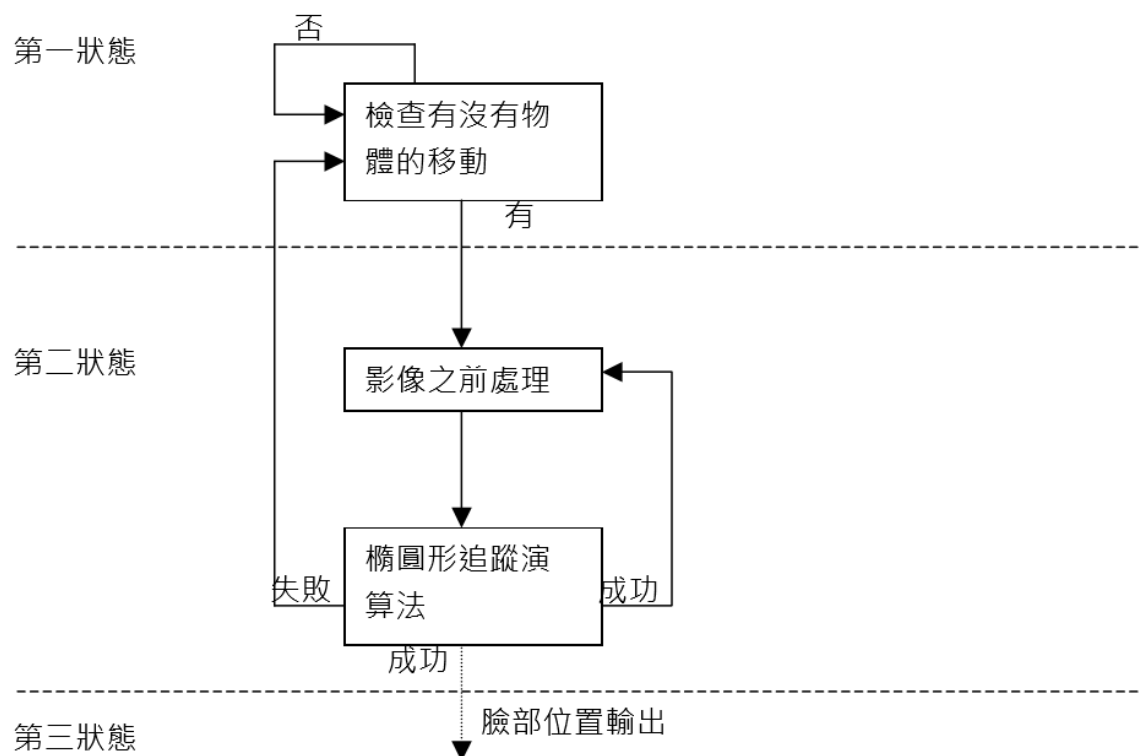 否
第一狀態
檢查有沒有物
體的移動
有
第二狀態
影像之前處理
橢圓形追蹤演
算法
失敗
成功
成功
臉部位置輸出
第三狀態